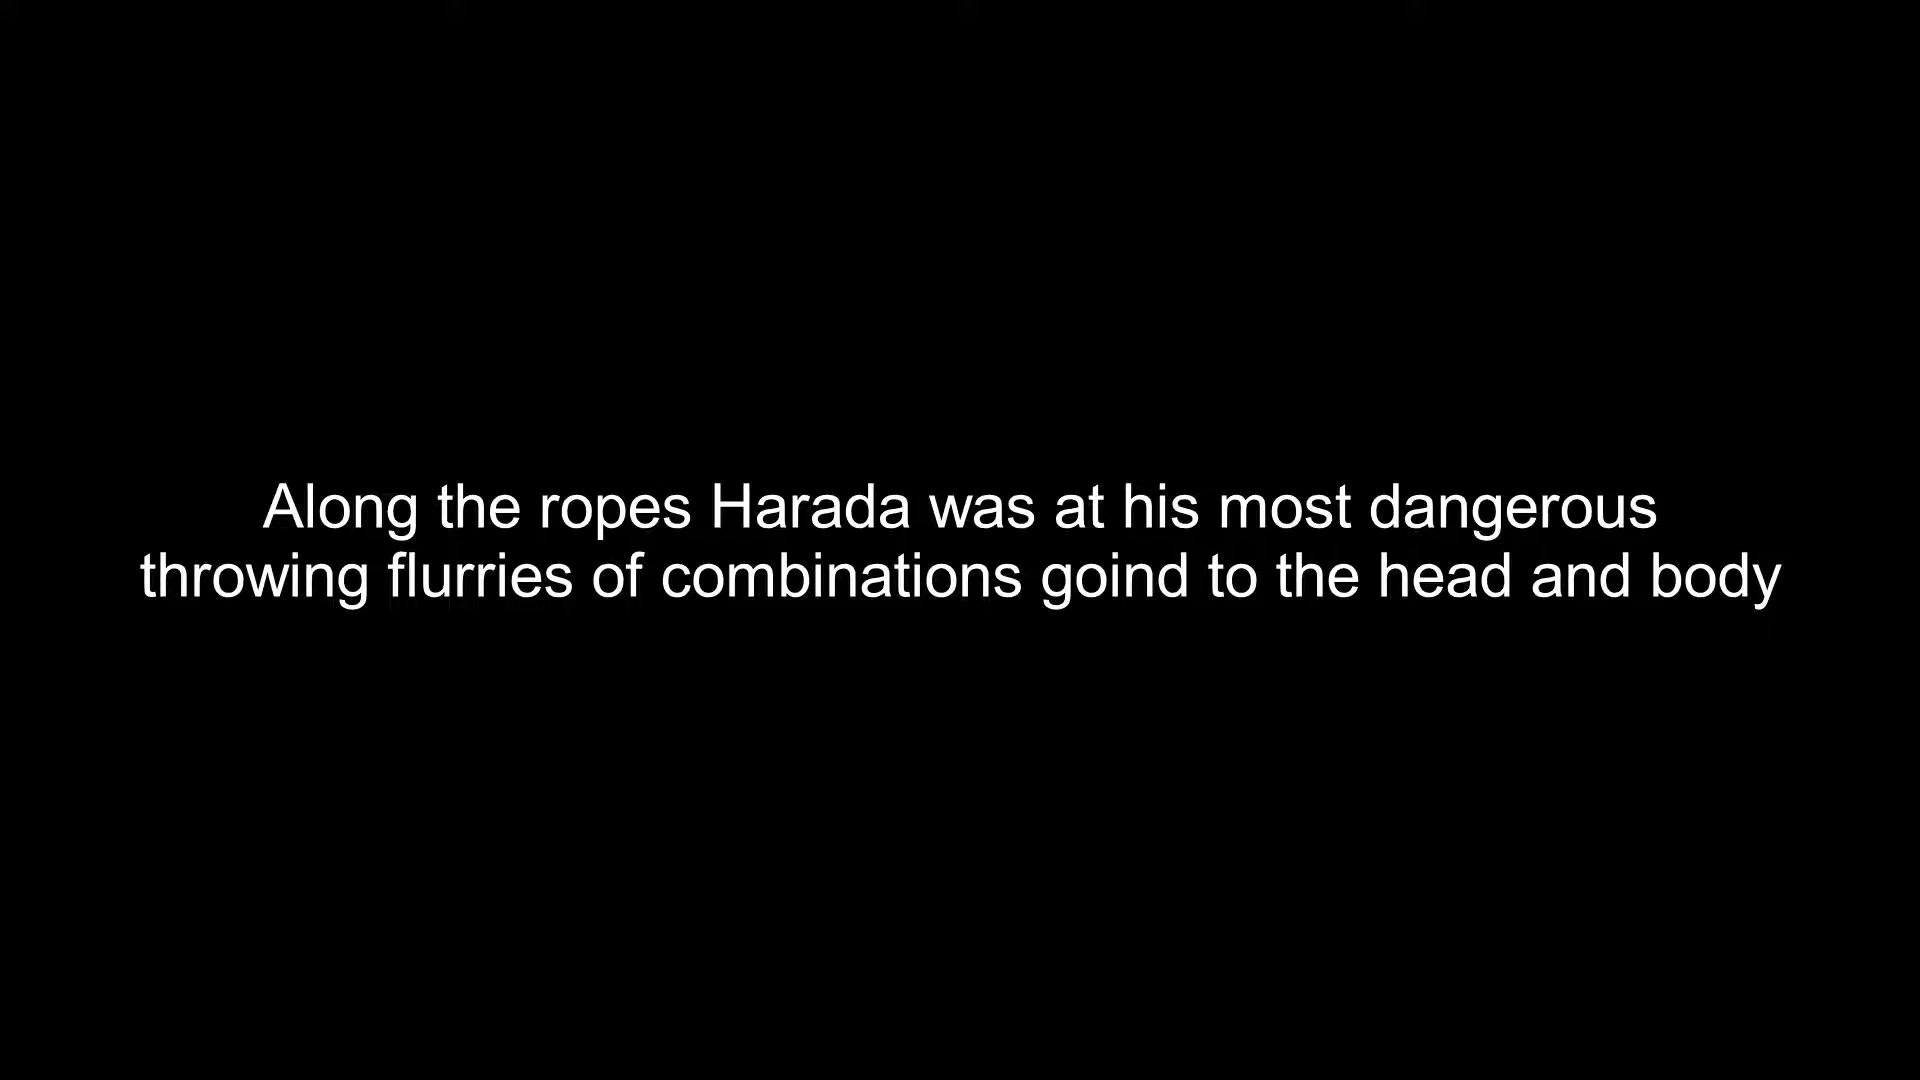 Along the ropes Harada was at his most dangerous
throwing flurries of combinations goind to the head and body